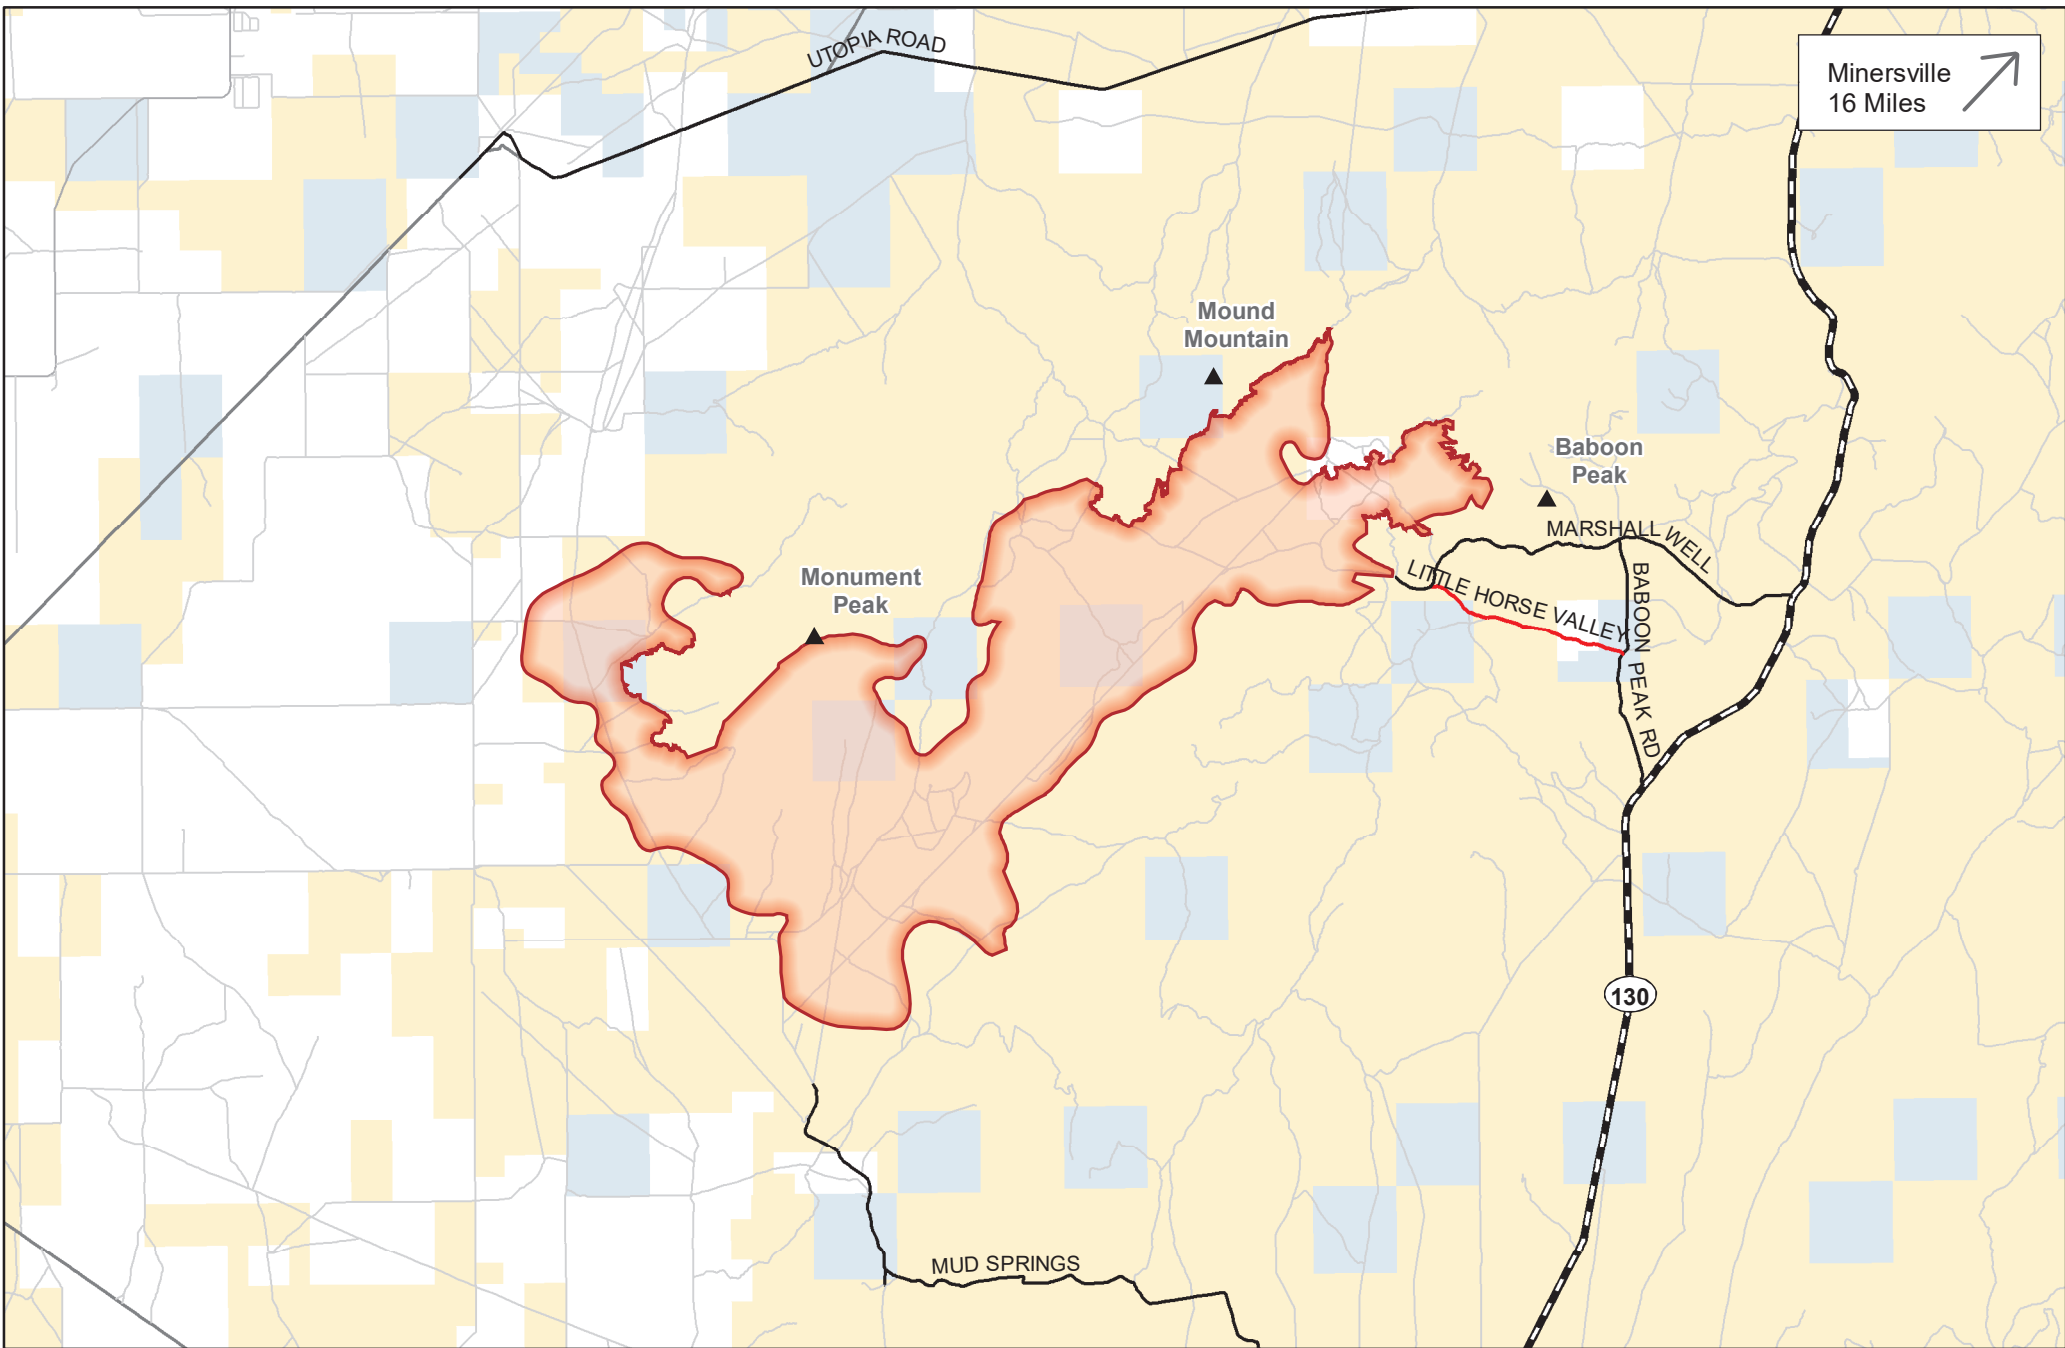 UTOPIA ROAD
Minersville
16 Miles
Mound
Mountain
Baboon
Peak
MARSHALL WELL
Monument
Peak
LITTLE HORSE VALLEY
BABOON PEAK RD
130
MUD SPRINGS